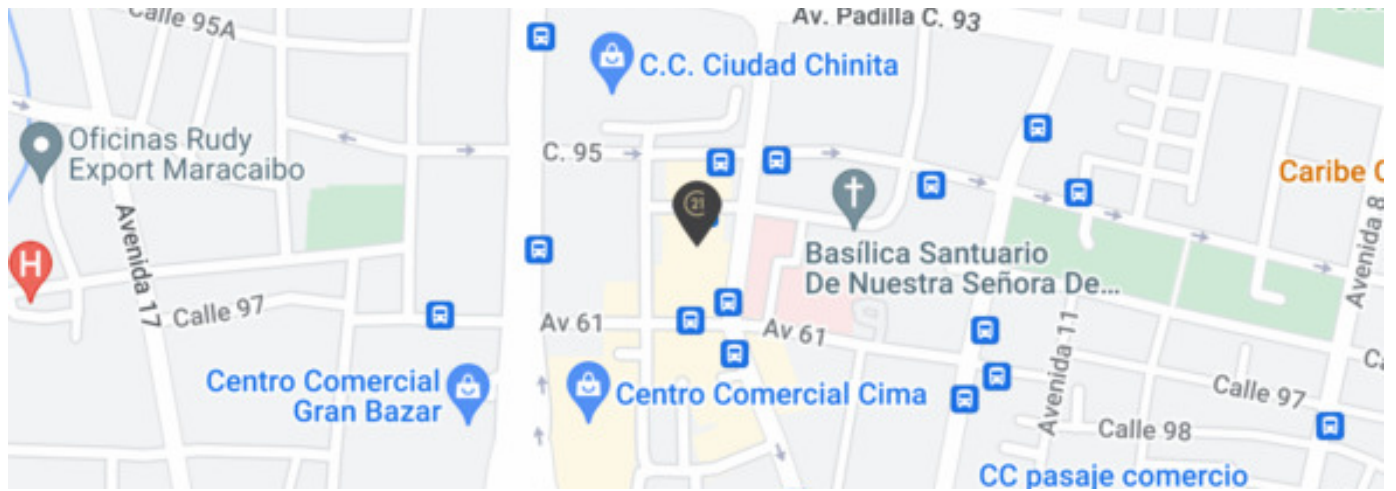 Calle 95A
Av. Padilla C. 93
C.C. Ciudad Chinita
Oficinas Rudy
Export Maracaibo
C. 95
Caribe
21
Avenida 17
Avenida 8
H
Basílica Santuario
De Nuestra Señora De...
Calle 97
Av 61
Av 61
Avenida 11
Centro Comercial
Gran Bazar
Centro Comercial Cima
Calle 97
Calle 98
CC pasaje comercio